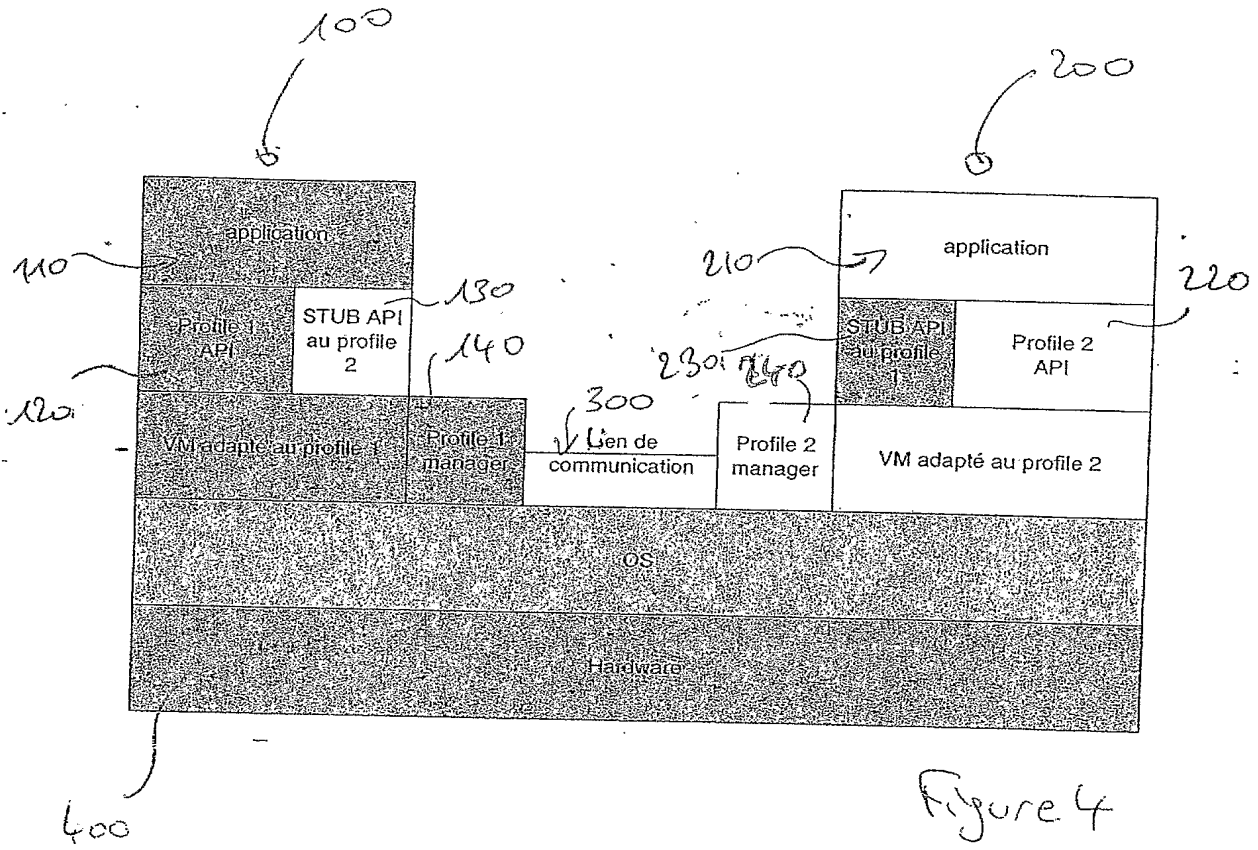 100
200
application
application
110
210
220
130
Profile 1
API
STUB API
au profile
2
STUB API
au profile
1
Profile 2
API
140
230
240
120
300
VM adapté au profile 1
Profile 1
manager
Lien de
communication
Profile 2
manager
VM adapté au profile 2
OS
Hardware
400
Figure 4